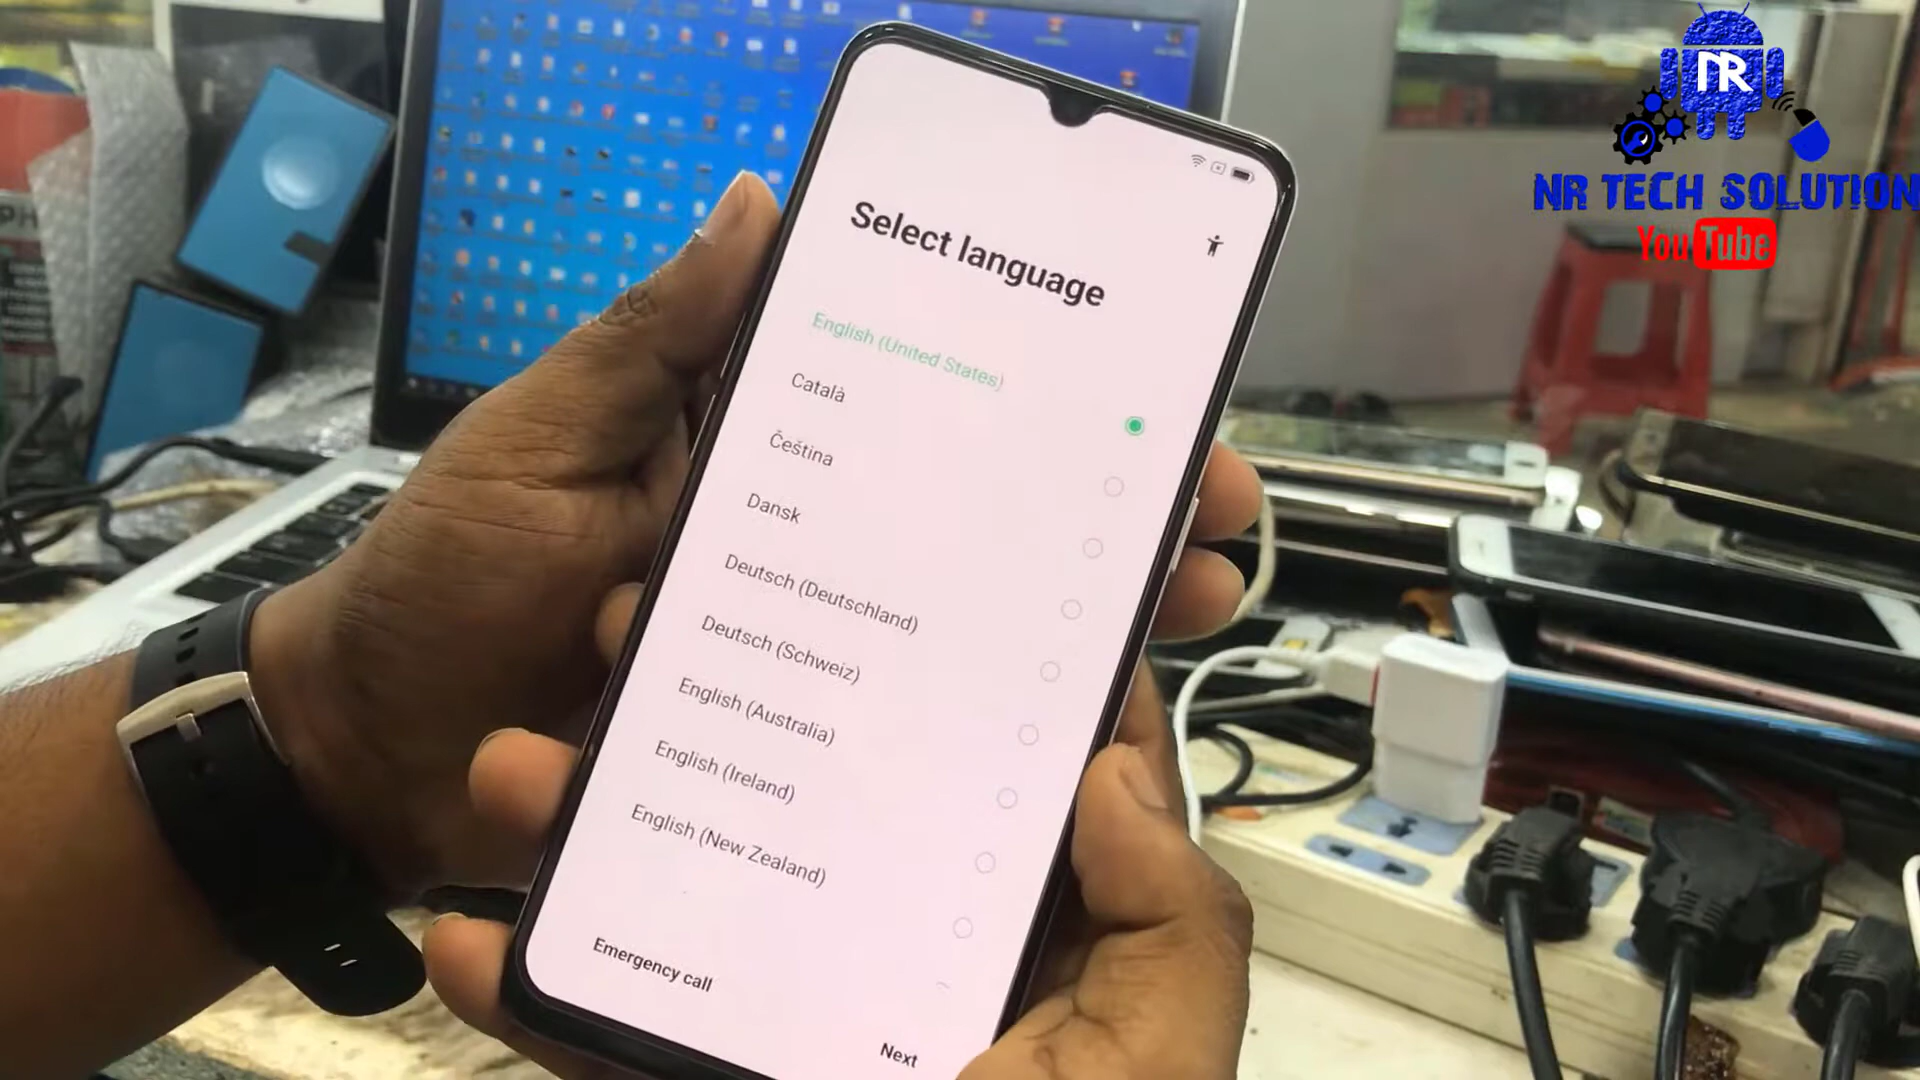 NR
NR TECH SOLUTION
YouTube
Select language
English (United States)
Català
Čeština
Dansk
Deutsch (Deutschland)
Deutsch (Schweiz)
English (Australia)
English (Ireland)
English (New Zealand)
Emergency call
Next